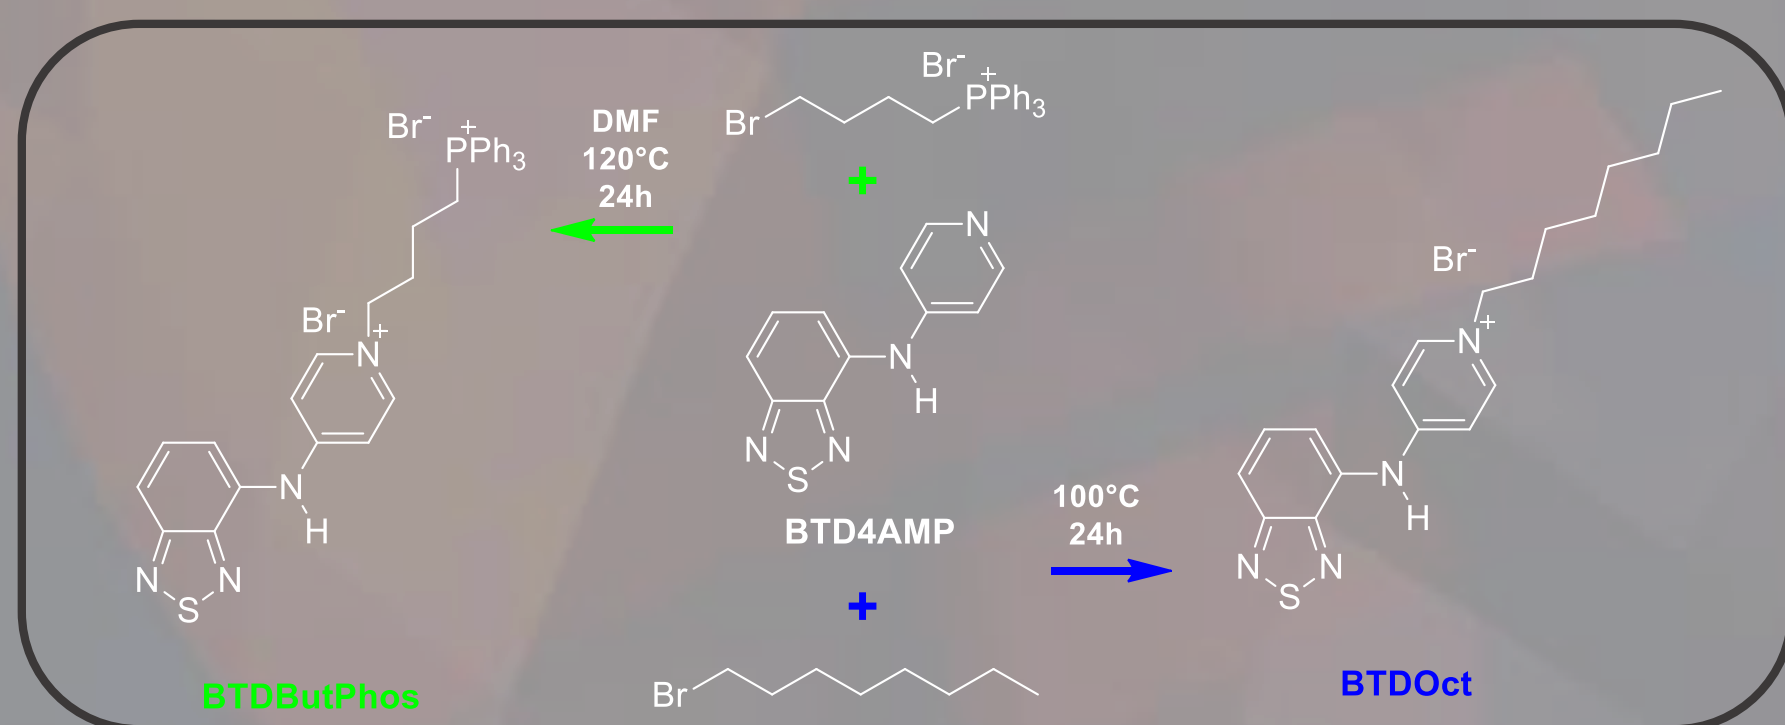 Br⁻
PPh₃
+
Br
DMF
120°C
24h
Br⁻
PPh₃
+
+
N
N
H
N
N
S
BTD4AMP
+
Br
100°C
24h
Br⁻
N
+
N
H
N
N
S
BTDButPhos
Br⁻
N
+
N
H
N
N
S
BTDOct